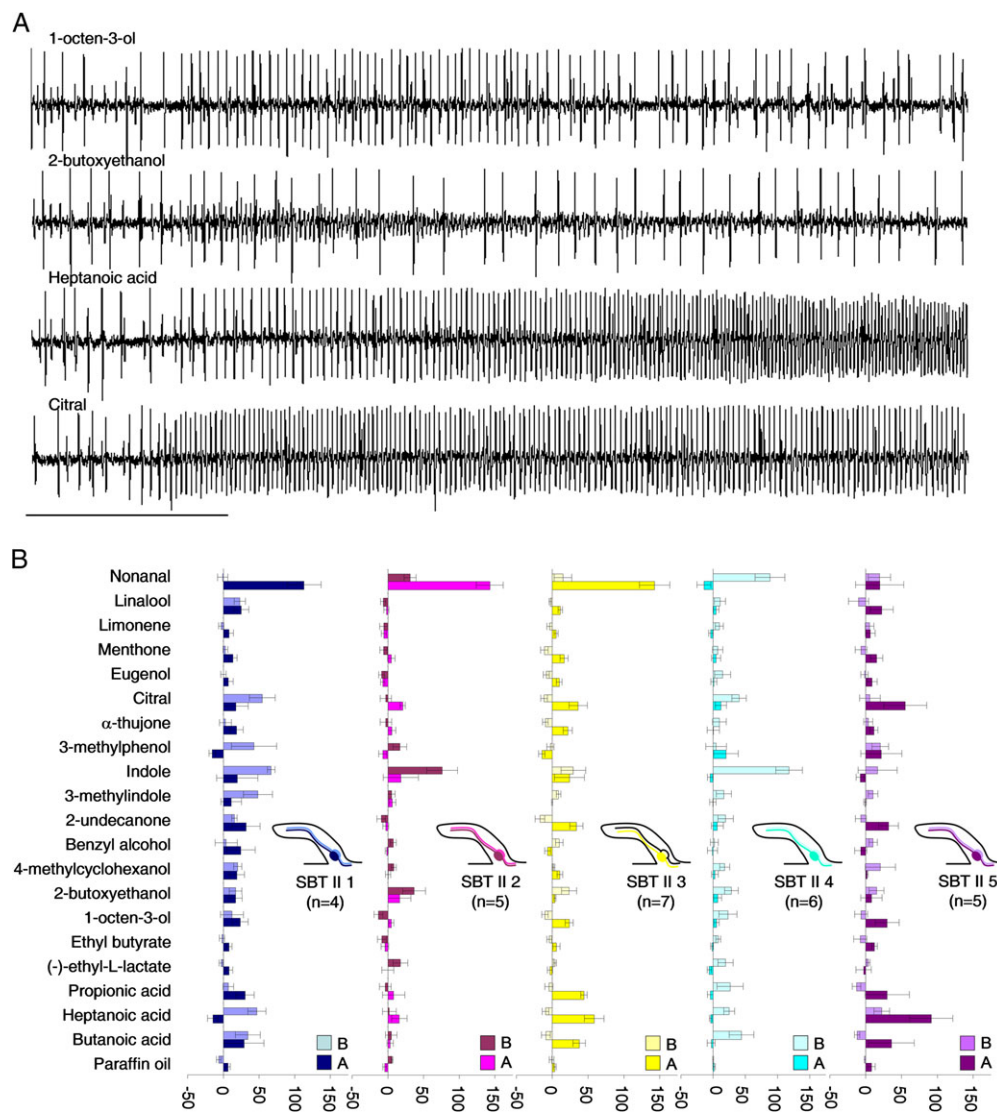 A
1-octen-3-ol
2-butoxyethanol
Heptanoic acid
Citral
B
Nonanal
Linalool
Limonene
Menthone
Eugenol
Citral
α-thujone
3-methylphenol
Indole
3-methylindole
2-undecanone
Benzyl alcohol
4-methylcyclohexanol
2-butoxyethanol
1-octen-3-ol
Ethyl butyrate
(-)-ethyl-L-lactate
Propionic acid
Heptanoic acid
Butanoic acid
Paraffin oil
SBT II 1
(n=4)
SBT II 2
(n=5)
SBT II 3
(n=7)
SBT II 4
(n=6)
SBT II 5
(n=5)
B
A
B
A
B
A
B
A
B
A
-50 0 50 100 150
-50 0 50 100 150
-50 0 50 100 150
-50 0 50 100 150
-50 0 50 100 150